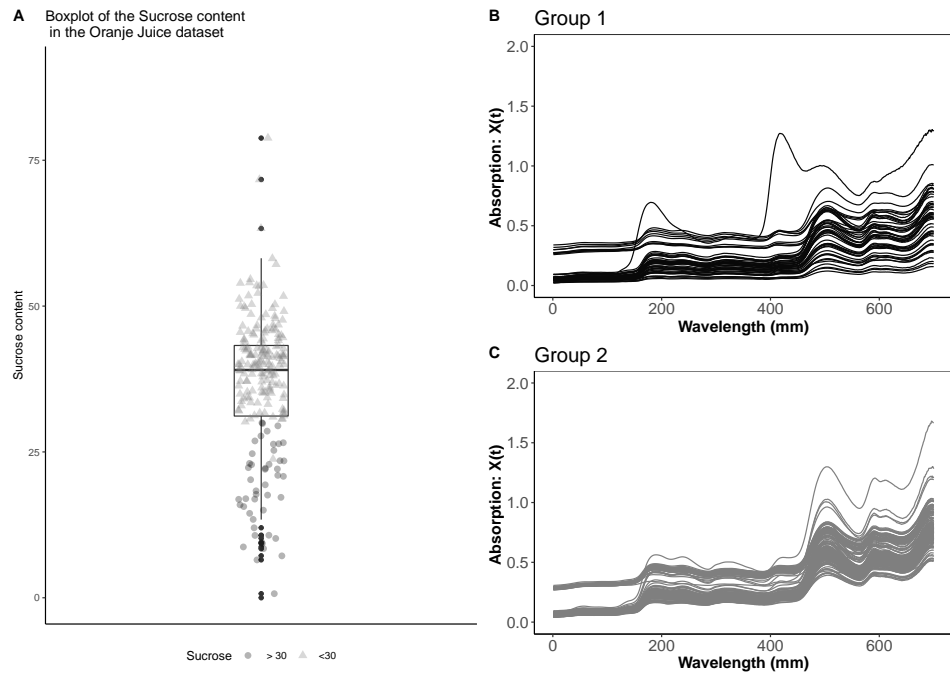 A
Boxplot of the Sucrose content
in the Oranje Juice dataset
Sucrose content
75
50
25
0
Sucrose > 30 <30
B
Group 1
Absorption: X(t)
2.0
1.5
1.0
0.5
0.0
0 200 400 600
Wavelength (mm)
C
Group 2
Absorption: X(t)
2.0
1.5
1.0
0.5
0.0
0 200 400 600
Wavelength (mm)